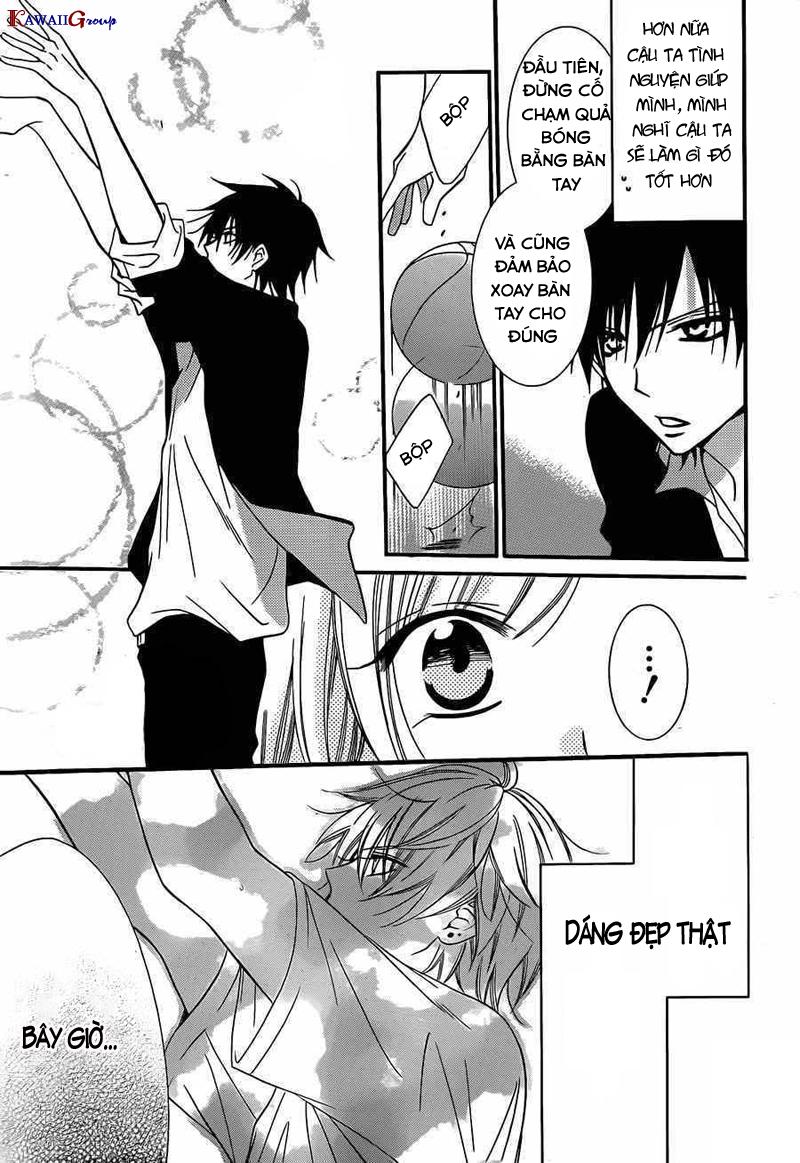 KAWAIIGroup
HƠN NỮA
CẬU TA TÌNH
NGUYỆN GIÚP
MÌNH, MÌNH
NGHĨ CẬU TA
SẼ LÀM GÌ ĐÓ
TỐT HƠN
ĐẦU TIÊN,
ĐỪNG CỐ
CHẠM QUẢ
BÓNG
BẰNG BÀN
TAY
VÀ CŨNG
ĐẢM BẢO
XOAY BÀN
TAY CHO
ĐÚNG
BỘP
BỘP
...!
DÁNG ĐẸP THẬT
BÂY GIỜ...